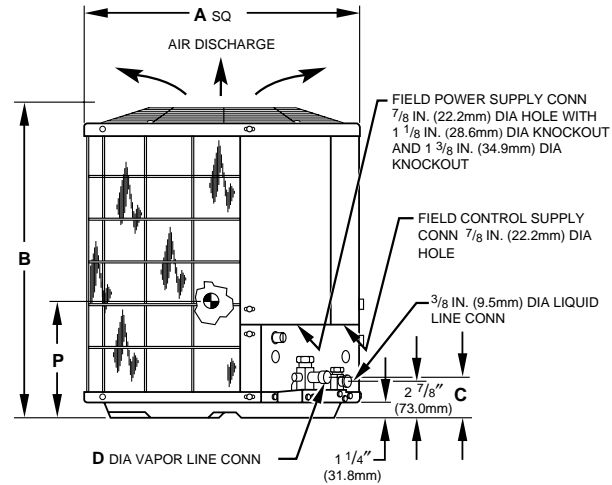 A SQ
AIR DISCHARGE
FIELD POWER SUPPLY CONN
7/8 IN. (22.2mm) DIA HOLE WITH
1 1/8 IN. (28.6mm) DIA KNOCKOUT
AND 1 3/8 IN. (34.9mm) DIA
KNOCKOUT
B
FIELD CONTROL SUPPLY
CONN 7/8 IN. (22.2mm) DIA
HOLE
3/8 IN. (9.5mm) DIA LIQUID
LINE CONN
P
C
2 7/8″
(73.0mm)
D DIA VAPOR LINE CONN
1 1/4″
(31.8mm)